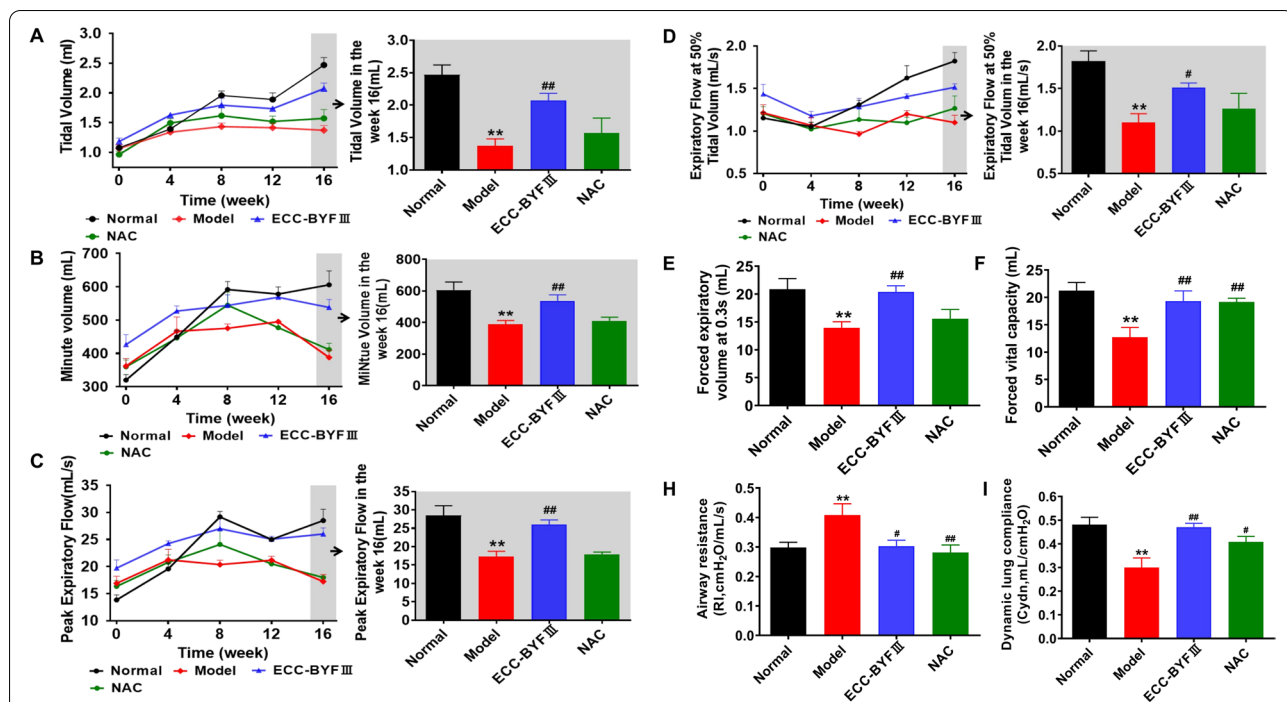 A
Tidal Volume (ml)
3.0
2.5
2.0
1.5
1.0
0
4
8
12
16
Time (week)
Normal
Model
ECC-BYFⅢ
NAC
Tidal Volume in the
week 16(mL)
3.0
2.5
2.0
1.5
1.0
**
##
Normal
Model
ECC-BYFⅢ
NAC
B
Minute volume (mL)
700
600
500
400
300
0
4
8
12
16
Time (week)
Normal
Model
ECC-BYFⅢ
NAC
MiNtue Volume in the
week 16(mL)
800
600
400
200
0
**
##
Normal
Model
ECC-BYFⅢ
NAC
C
Peak Expiratory Flow(mL/s)
35
30
25
20
15
10
0
4
8
12
16
Time (week)
Normal
Model
ECC-BYFⅢ
NAC
Peak Expiratory Flow in the
week 16(mL)
35
30
25
20
15
10
5
0
**
##
Normal
Model
ECC-BYFⅢ
NAC
D
Expiratory Flow at 50%
Tidal Volum (mL/s)
2.0
1.5
1.0
0.5
0
4
8
12
16
Time (week)
Normal
Model
ECC-BYFⅢ
NAC
Expiratory Flow at 50%
Tidal Volume in the
week 16(mL/s)
2.0
1.5
1.0
0.5
**
#
Normal
Model
ECC-BYFⅢ
NAC
E
Forced expiratory
volume at 0.3s (mL)
25
20
15
10
5
0
**
##
Normal
Model
ECC-BYFⅢ
NAC
F
Forced vital capacity (mL)
25
20
15
10
5
0
**
##
##
Normal
Model
ECC-BYFⅢ
NAC
H
Airway resistance
(RI,cmH₂O/mL/s)
0.5
0.4
0.3
0.2
0.1
0.0
**
#
##
Normal
Model
ECC-BYFⅢ
NAC
I
Dynamic lung compliance
(Cydn,mL/cmH₂O)
0.6
0.5
0.4
0.3
0.2
0.1
0.0
**
##
#
Normal
Model
ECC-BYFⅢ
NAC